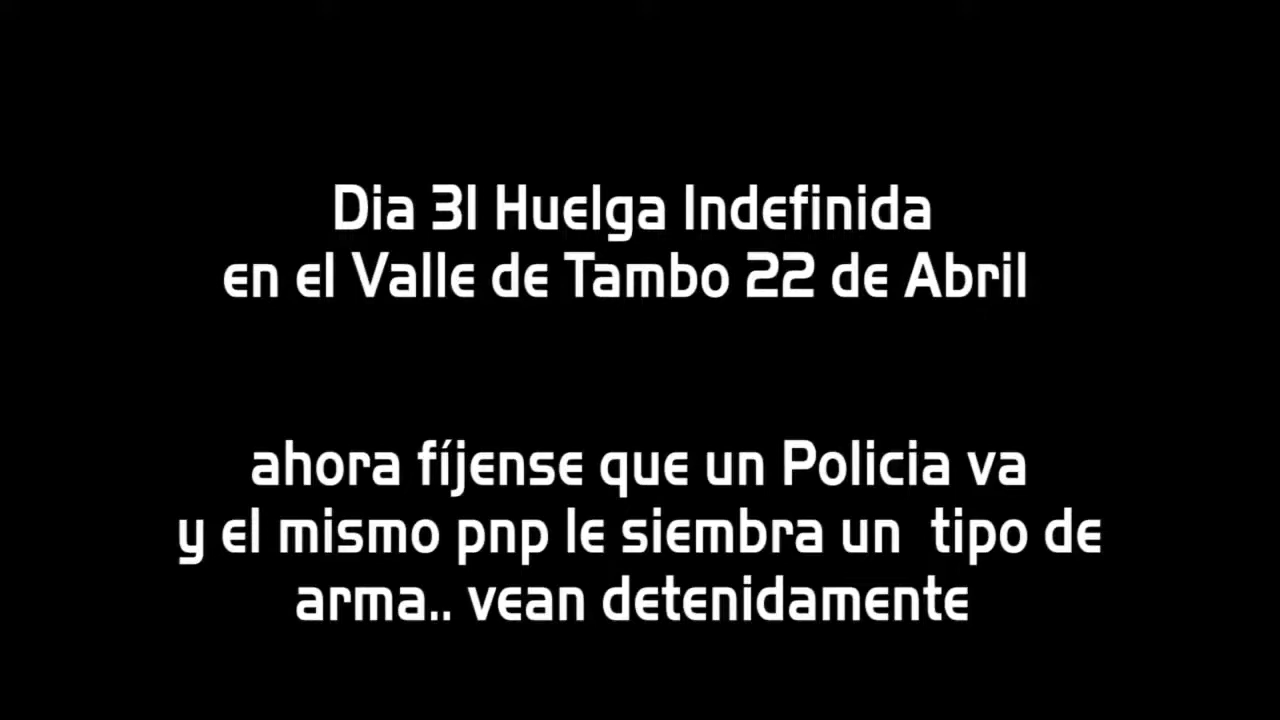 Dia 31 Huelga Indefinida
en el Valle de Tambo 22 de Abril
ahora fíjense que un Policia va
y el mismo pnp le siembra un tipo de
arma.. vean detenidamente